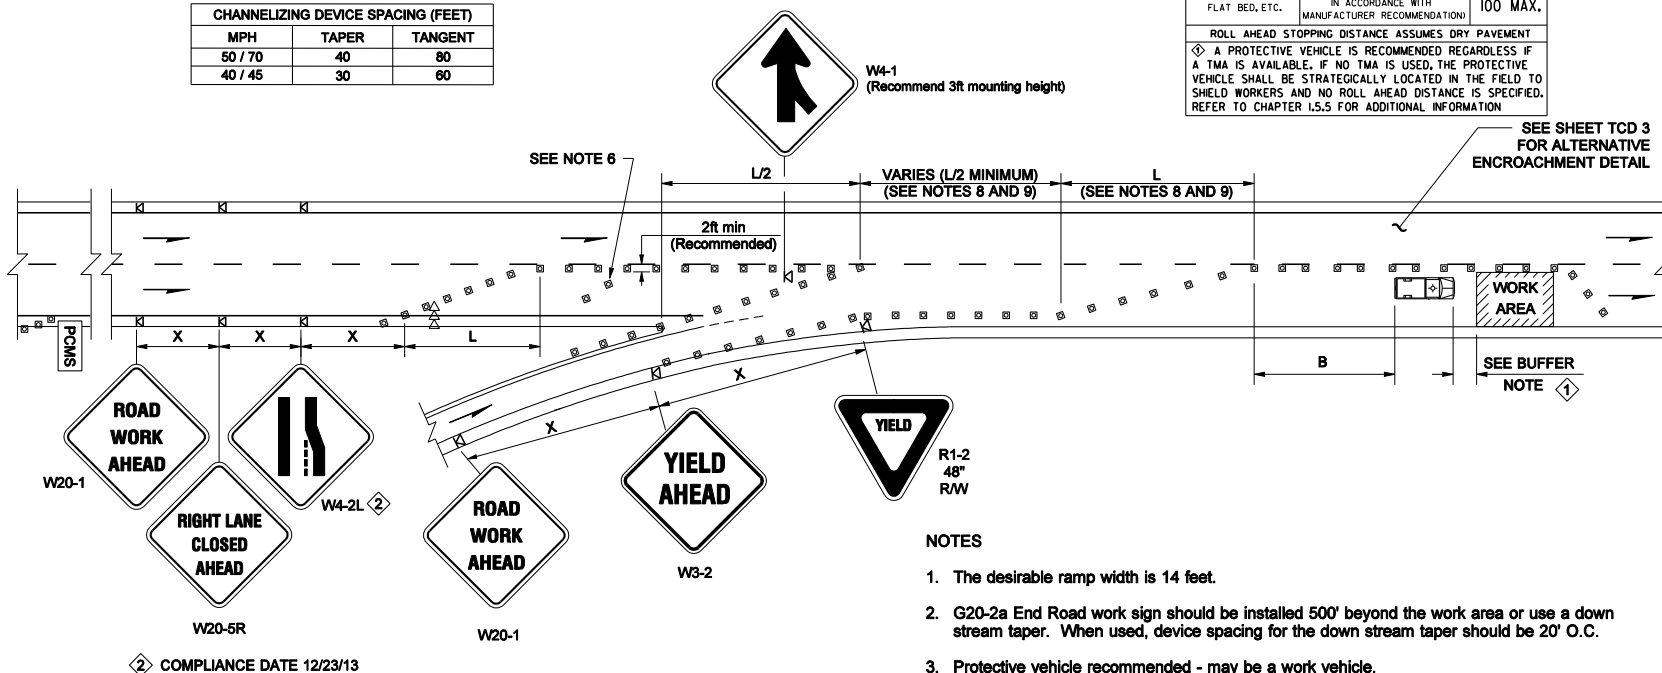 CHANNELIZING DEVICE SPACING (FEET)
MPH TAPER TANGENT
50 / 70 40 80
40 / 45 30 60
W4-1
(Recommend 3ft mounting height)
FLAT BED, ETC.
IN ACCORDANCE WITH
MANUFACTURER RECOMMENDATION)
100 MAX.
ROLL AHEAD STOPPING DISTANCE ASSUMES DRY PAVEMENT
1 A PROTECTIVE VEHICLE IS RECOMMENDED REGARDLESS IF
A TMA IS AVAILABLE. IF NO TMA IS USED, THE PROTECTIVE
VEHICLE SHALL BE STRATEGICALLY LOCATED IN THE FIELD TO
SHIELD WORKERS AND NO ROLL AHEAD DISTANCE IS SPECIFIED.
REFER TO CHAPTER 1.5.5 FOR ADDITIONAL INFORMATION
SEE SHEET TCD 3
FOR ALTERNATIVE
ENCROACHMENT DETAIL
SEE NOTE 6
L/2
VARIES (L/2 MINIMUM)
(SEE NOTES 8 AND 9)
L
(SEE NOTES 8 AND 9)
2ft min
(Recommended)
WORK
AREA
PCMS
X
X
X
L
X
X
B
SEE BUFFER
NOTE 1
ROAD
WORK
AHEAD
W20-1
RIGHT LANE
CLOSED
AHEAD
W20-5R
W4-2L 2
ROAD
WORK
AHEAD
W20-1
YIELD
AHEAD
W3-2
YIELD
R1-2
48"
R/W
2 COMPLIANCE DATE 12/23/13
NOTES
1. The desirable ramp width is 14 feet.
2. G20-2a End Road work sign should be installed 500' beyond the work area or use a down
stream taper. When used, device spacing for the down stream taper should be 20' O.C.
3. Protective vehicle recommended - may be a work vehicle.